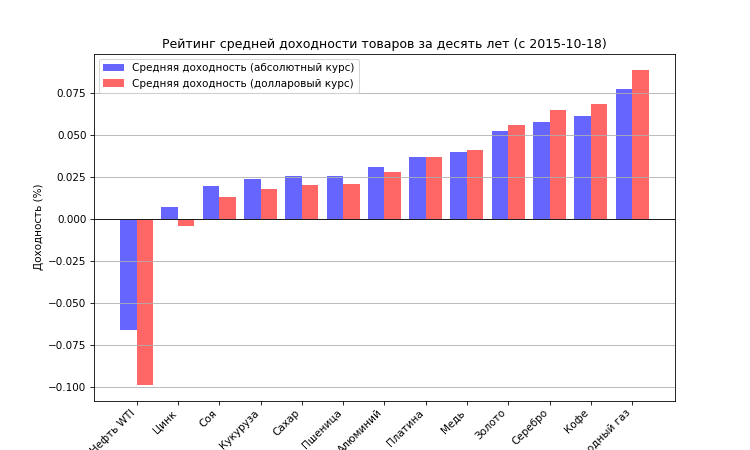 Рейтинг средней доходности товаров за десять лет (с 2015-10-18)
Средняя доходность (абсолютный курс)
Средняя доходность (долларовый курс)
Доходность (%)
0.075
0.050
0.025
0.000
−0.025
−0.050
−0.075
−0.100
Нефть WTI
Цинк
Соя
Кукуруза
Сахар
Пшеница
Алюминий
Платина
Медь
Золото
Серебро
Кофе
газ